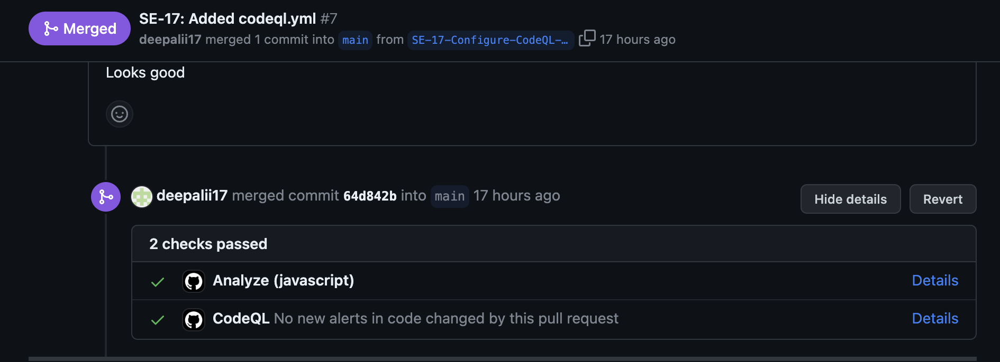 Merged
SE-17: Added codeql.yml #7
deepalii17 merged 1 commit into main from SE-17-Configure-CodeQL-… 17 hours ago
Looks good
deepalii17 merged commit 64d842b into main 17 hours ago
Hide details
Revert
2 checks passed
Analyze (javascript)
Details
CodeQL No new alerts in code changed by this pull request
Details